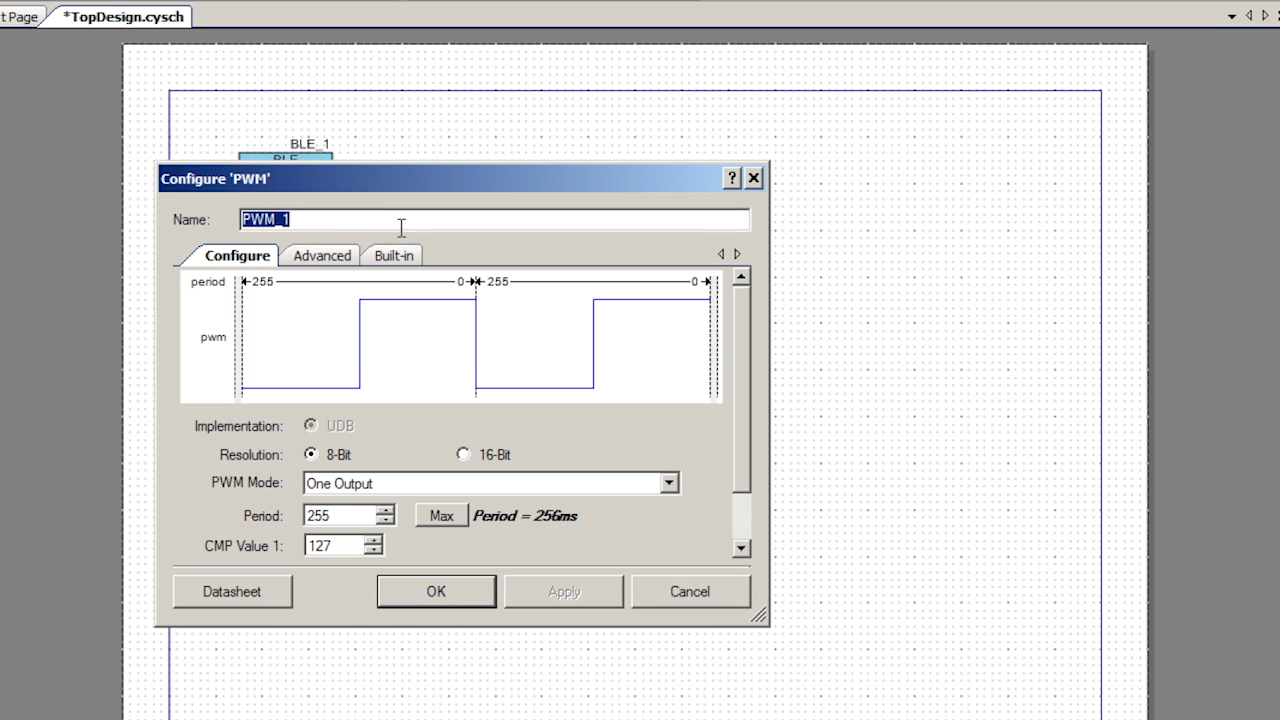 t Page
*TopDesign.cysch
BLE_1
BLE
Configure 'PWM'
Name: PWM_1
Configure Advanced Built-in
period 255 0 255 0
pwm
Implementation: UDB
Resolution: 8-Bit 16-Bit
PWM Mode: One Output
Period: 255 Max Period = 256ms
CMP Value 1: 127
Datasheet OK Apply Cancel